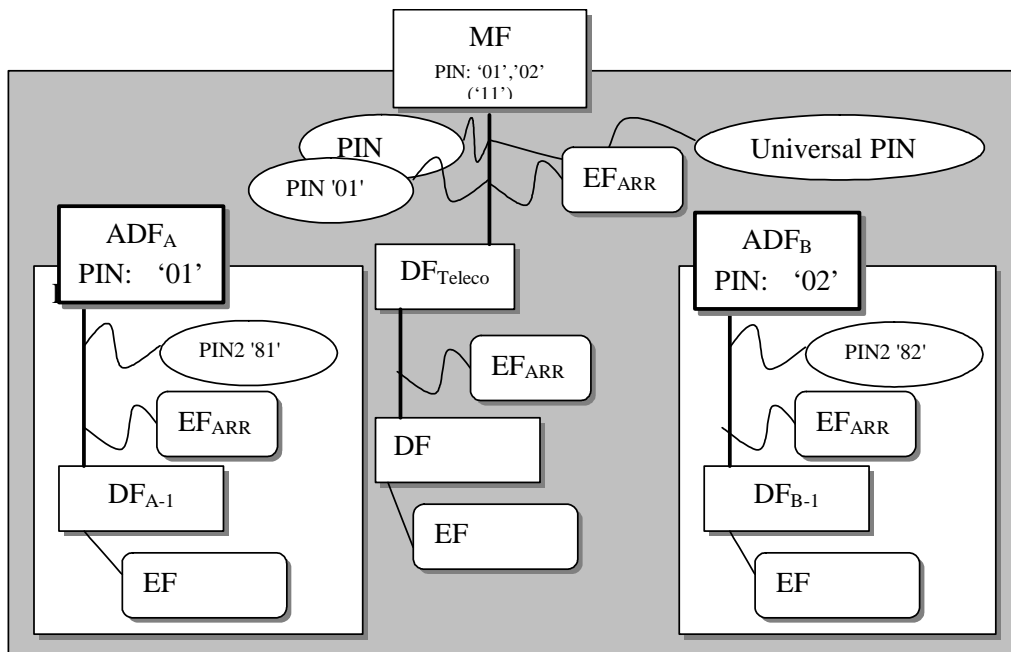 MF
PIN: ‘01’,’02’
(‘11’)
PIN
Universal PIN
PIN '01'
EFARR
ADFA
PIN: ‘01’
DFTeleco
ADFB
PIN: ‘02’
PIN2 '81'
EFARR
PIN2 '82'
EFARR
EFARR
DF
DFA-1
DFB-1
EF
EF
EF